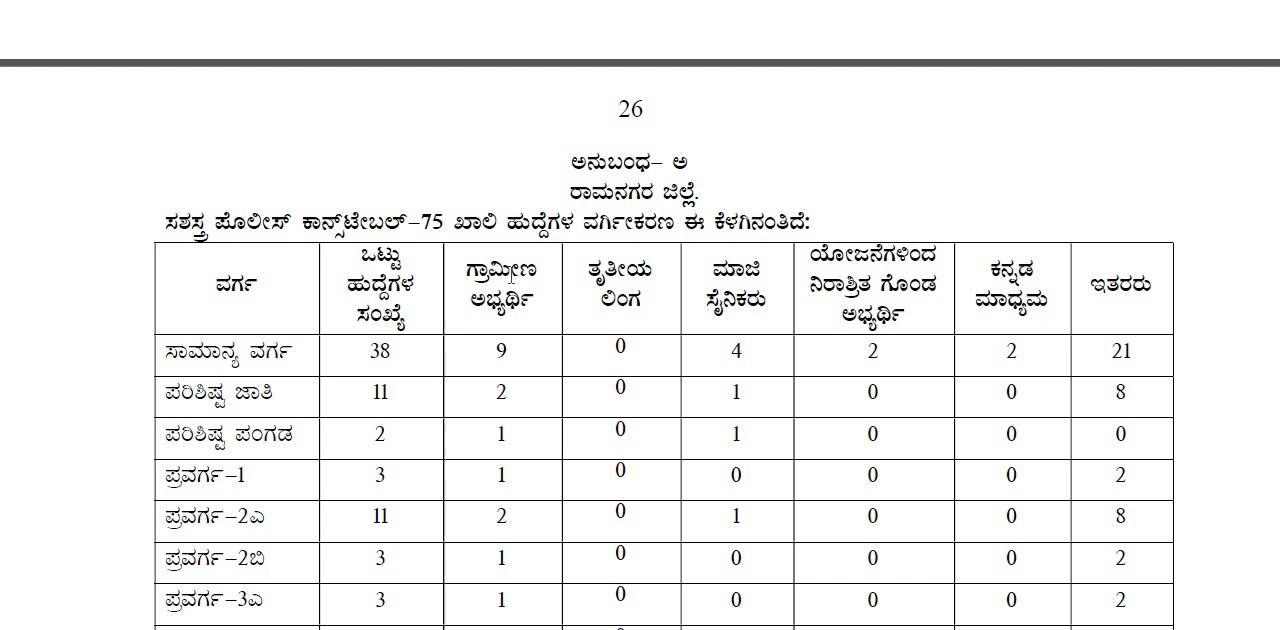 26
ಅನುಬಂಧ– ಅ
ರಾಮನಗರ ಜಿಲ್ಲೆ.
ಸಶಸ್ತ್ರ ಪೊಲೀಸ್ ಕಾನ್ಸ್‌ಟೇಬಲ್–75 ಖಾಲಿ ಹುದ್ದೆಗಳ ವರ್ಗೀಕರಣ ಈ ಕೆಳಗಿನಂತಿದೆ:
ವರ್ಗ ಒಟ್ಟು ಹುದ್ದೆಗಳ ಸಂಖ್ಯೆ ಗ್ರಾಮೀಣ ಅಭ್ಯರ್ಥಿ ತೃತೀಯ ಲಿಂಗ ಮಾಜಿ ಸೈನಿಕರು ಯೋಜನೆಗಳಿಂದ ನಿರಾಶ್ರಿತ ಗೊಂಡ ಅಭ್ಯರ್ಥಿ ಕನ್ನಡ ಮಾಧ್ಯಮ ಇತರರು
ಸಾಮಾನ್ಯ ವರ್ಗ 38 9 0 4 2 2 21
ಪರಿಶಿಷ್ಟ ಜಾತಿ 11 2 0 1 0 0 8
ಪರಿಶಿಷ್ಟ ಪಂಗಡ 2 1 0 1 0 0 0
ಪ್ರವರ್ಗ–1 3 1 0 0 0 0 2
ಪ್ರವರ್ಗ–2ಎ 11 2 0 1 0 0 8
ಪ್ರವರ್ಗ–2ಬಿ 3 1 0 0 0 0 2
ಪ್ರವರ್ಗ–3ಎ 3 1 0 0 0 0 2